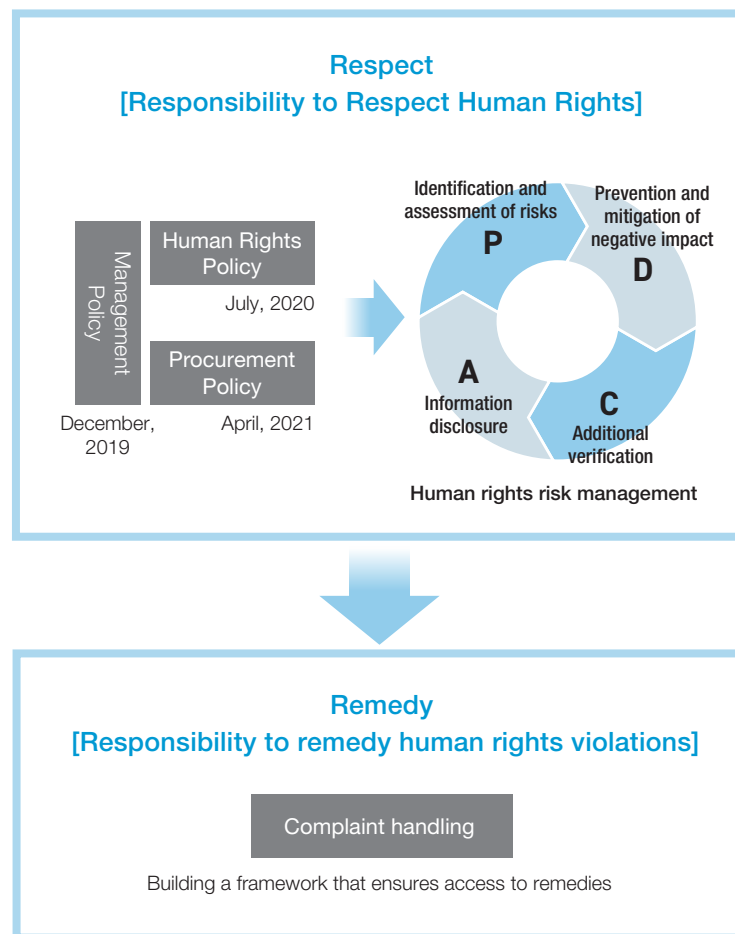 Respect
[Responsibility to Respect Human Rights]
Management
Policy
December,
2019
Human Rights
Policy
July, 2020
Procurement
Policy
April, 2021
Identification and
assessment of risks
P
Prevention and
mitigation of
negative impact
D
C
Additional
verification
A
Information
disclosure
Human rights risk management
Remedy
[Responsibility to remedy human rights violations]
Complaint handling
Building a framework that ensures access to remedies